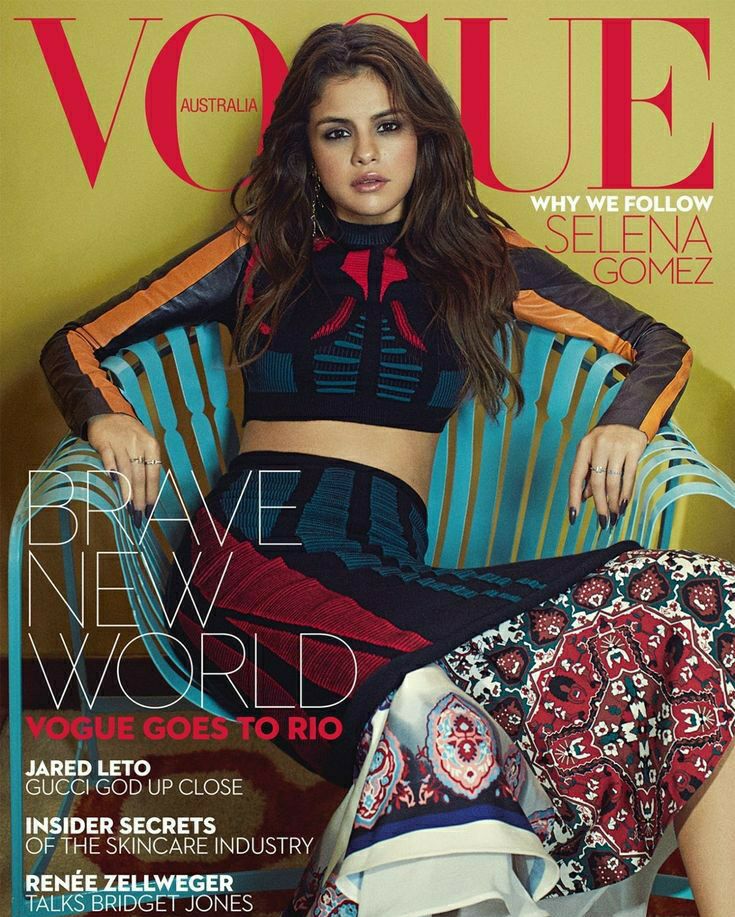 VOGUE
AUSTRALIA
WHY WE FOLLOW
SELENA
GOMEZ
BRAVE
NEW
WORLD
VOGUE GOES TO RIO
JARED LETO
GUCCI GOD UP CLOSE
INSIDER SECRETS
OF THE SKINCARE INDUSTRY
RENÉE ZELLWEGER
TALKS BRIDGET JONES